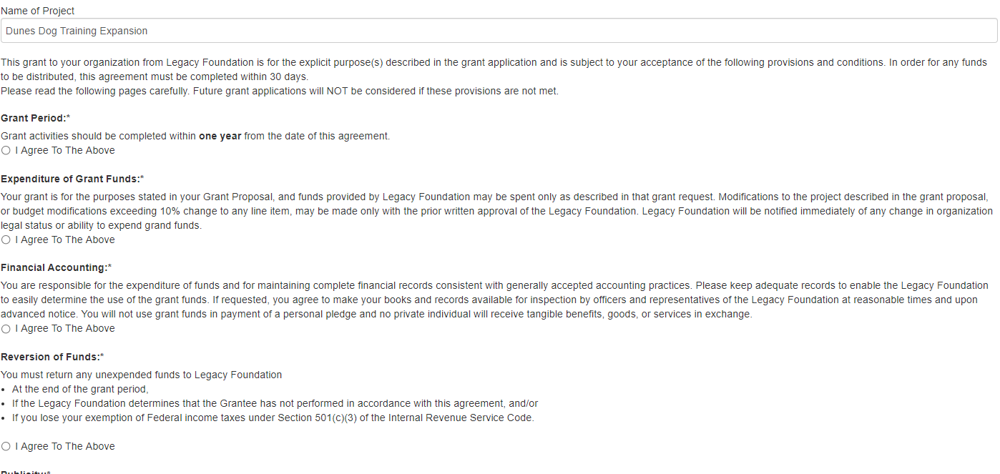 Name of Project
Dunes Dog Training Expansion
This grant to your organization from Legacy Foundation is for the explicit purpose(s) described in the grant application and is subject to your acceptance of the following provisions and conditions. In order for any funds
to be distributed, this agreement must be completed within 30 days.
Please read the following pages carefully. Future grant applications will NOT be considered if these provisions are not met.
Grant Period:*
Grant activities should be completed within one year from the date of this agreement.
I Agree To The Above
Expenditure of Grant Funds:*
Your grant is for the purposes stated in your Grant Proposal, and funds provided by Legacy Foundation may be spent only as described in that grant request. Modifications to the project described in the grant proposal,
or budget modifications exceeding 10% change to any line item, may be made only with the prior written approval of the Legacy Foundation. Legacy Foundation will be notified immediately of any change in organization
legal status or ability to expend grand funds.
I Agree To The Above
Financial Accounting:*
You are responsible for the expenditure of funds and for maintaining complete financial records consistent with generally accepted accounting practices. Please keep adequate records to enable the Legacy Foundation
to easily determine the use of the grant funds. If requested, you agree to make your books and records available for inspection by officers and representatives of the Legacy Foundation at reasonable times and upon
advanced notice. You will not use grant funds in payment of a personal pledge and no private individual will receive tangible benefits, goods, or services in exchange.
I Agree To The Above
Reversion of Funds:*
You must return any unexpended funds to Legacy Foundation
• At the end of the grant period,
• If the Legacy Foundation determines that the Grantee has not performed in accordance with this agreement, and/or
• If you lose your exemption of Federal income taxes under Section 501(c)(3) of the Internal Revenue Service Code.
I Agree To The Above
Publicity:*